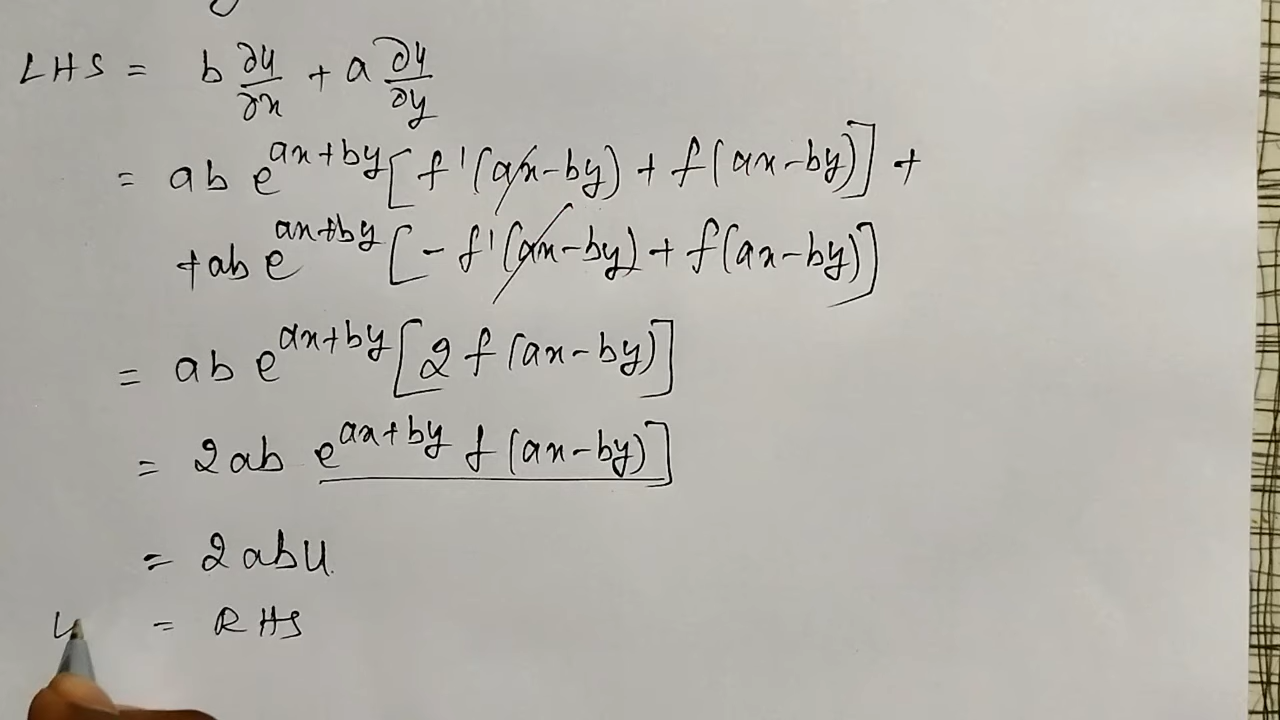 LHS = b ∂u/∂x + a ∂u/∂y
= ab e^{ax+by} [f'(ax-by) + f(ax-by)] +
+ab e^{ax+by} [-f'(ax-by) + f(ax-by)]
= ab e^{ax+by} [2 f(ax-by)]
= 2ab e^{ax+by} f(ax-by)]
= 2abu.
= RHS